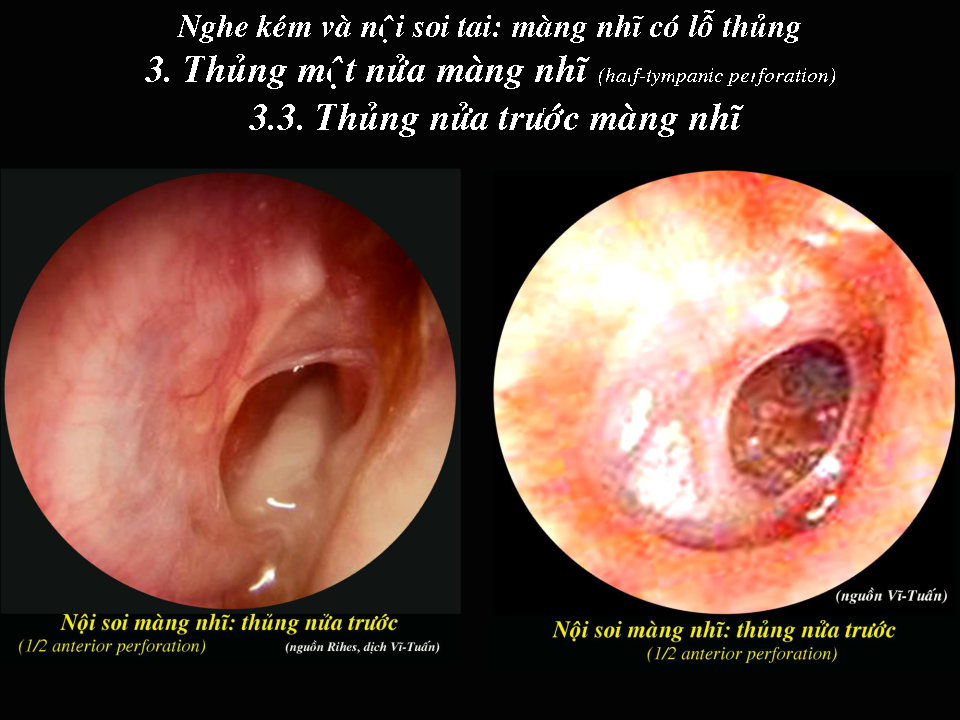 Nghe kém và nội soi tai: màng nhĩ có lỗ thủng
3. Thủng một nửa màng nhĩ (half-tympanic perforation)
3.3. Thủng nửa trước màng nhĩ
Nội soi màng nhĩ: thủng nửa trước
(1/2 anterior perforation)
(nguồn Rihes, dịch Vĩ-Tuấn)
(nguồn Vĩ-Tuấn)
Nội soi màng nhĩ: thủng nửa trước
(1/2 anterior perforation)